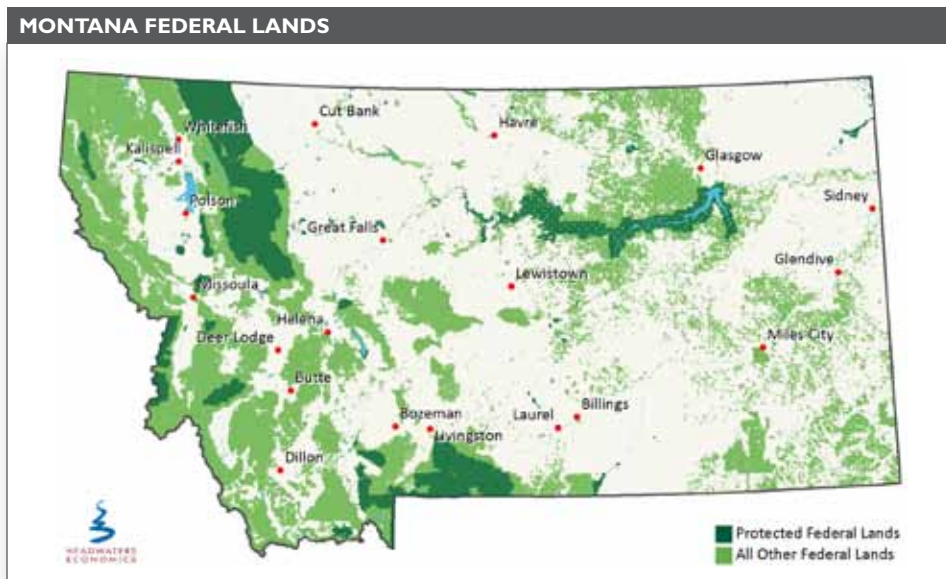 MONTANA FEDERAL LANDS
Cut Bank
Havre
Whitefish
Kalispell
Glasgow
Sidney
Polson
Great Falls
Glendive
Lewistown
Missoula
Helena
Deer Lodge
Miles City
Butte
Bozeman
Laurel
Billings
Livingston
Dillon
HEADWATERS
ECONOMICS
Protected Federal Lands
All Other Federal Lands